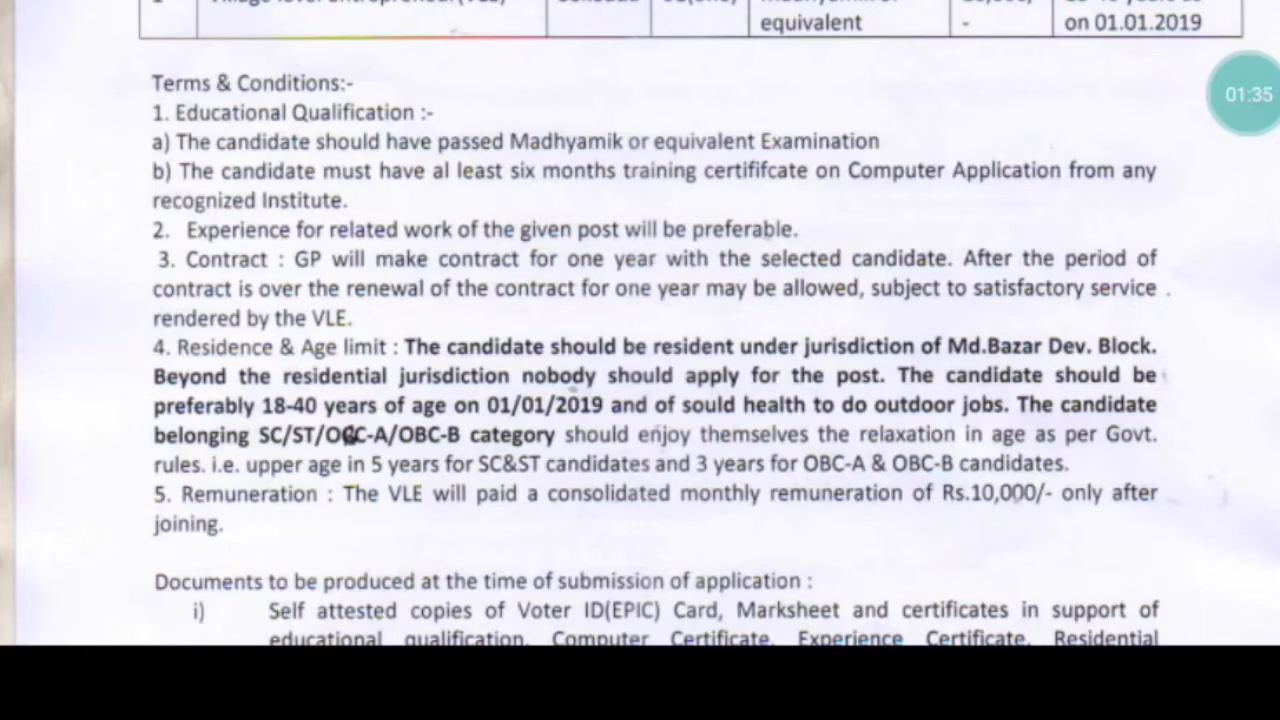 equivalent - on 01.01.2019
Terms & Conditions:-
01:35
1. Educational Qualification :-
a) The candidate should have passed Madhyamik or equivalent Examination
b) The candidate must have al least six months training certififcate on Computer Application from any
recognized Institute.
2. Experience for related work of the given post will be preferable.
3. Contract : GP will make contract for one year with the selected candidate. After the period of
contract is over the renewal of the contract for one year may be allowed, subject to satisfactory service
rendered by the VLE.
4. Residence & Age limit : The candidate should be resident under jurisdiction of Md.Bazar Dev. Block.
Beyond the residential jurisdiction nobody should apply for the post. The candidate should be
preferably 18-40 years of age on 01/01/2019 and of sould health to do outdoor jobs. The candidate
belonging SC/ST/OCC-A/OBC-B category should enjoy themselves the relaxation in age as per Govt.
rules. i.e. upper age in 5 years for SC&ST candidates and 3 years for OBC-A & OBC-B candidates.
5. Remuneration : The VLE will paid a consolidated monthly remuneration of Rs.10,000/- only after
joining.
Documents to be produced at the time of submission of application :
i) Self attested copies of Voter ID(EPIC) Card, Marksheet and certificates in support of
educational qualification, Computer Certificate, Experience Certificate, Residential